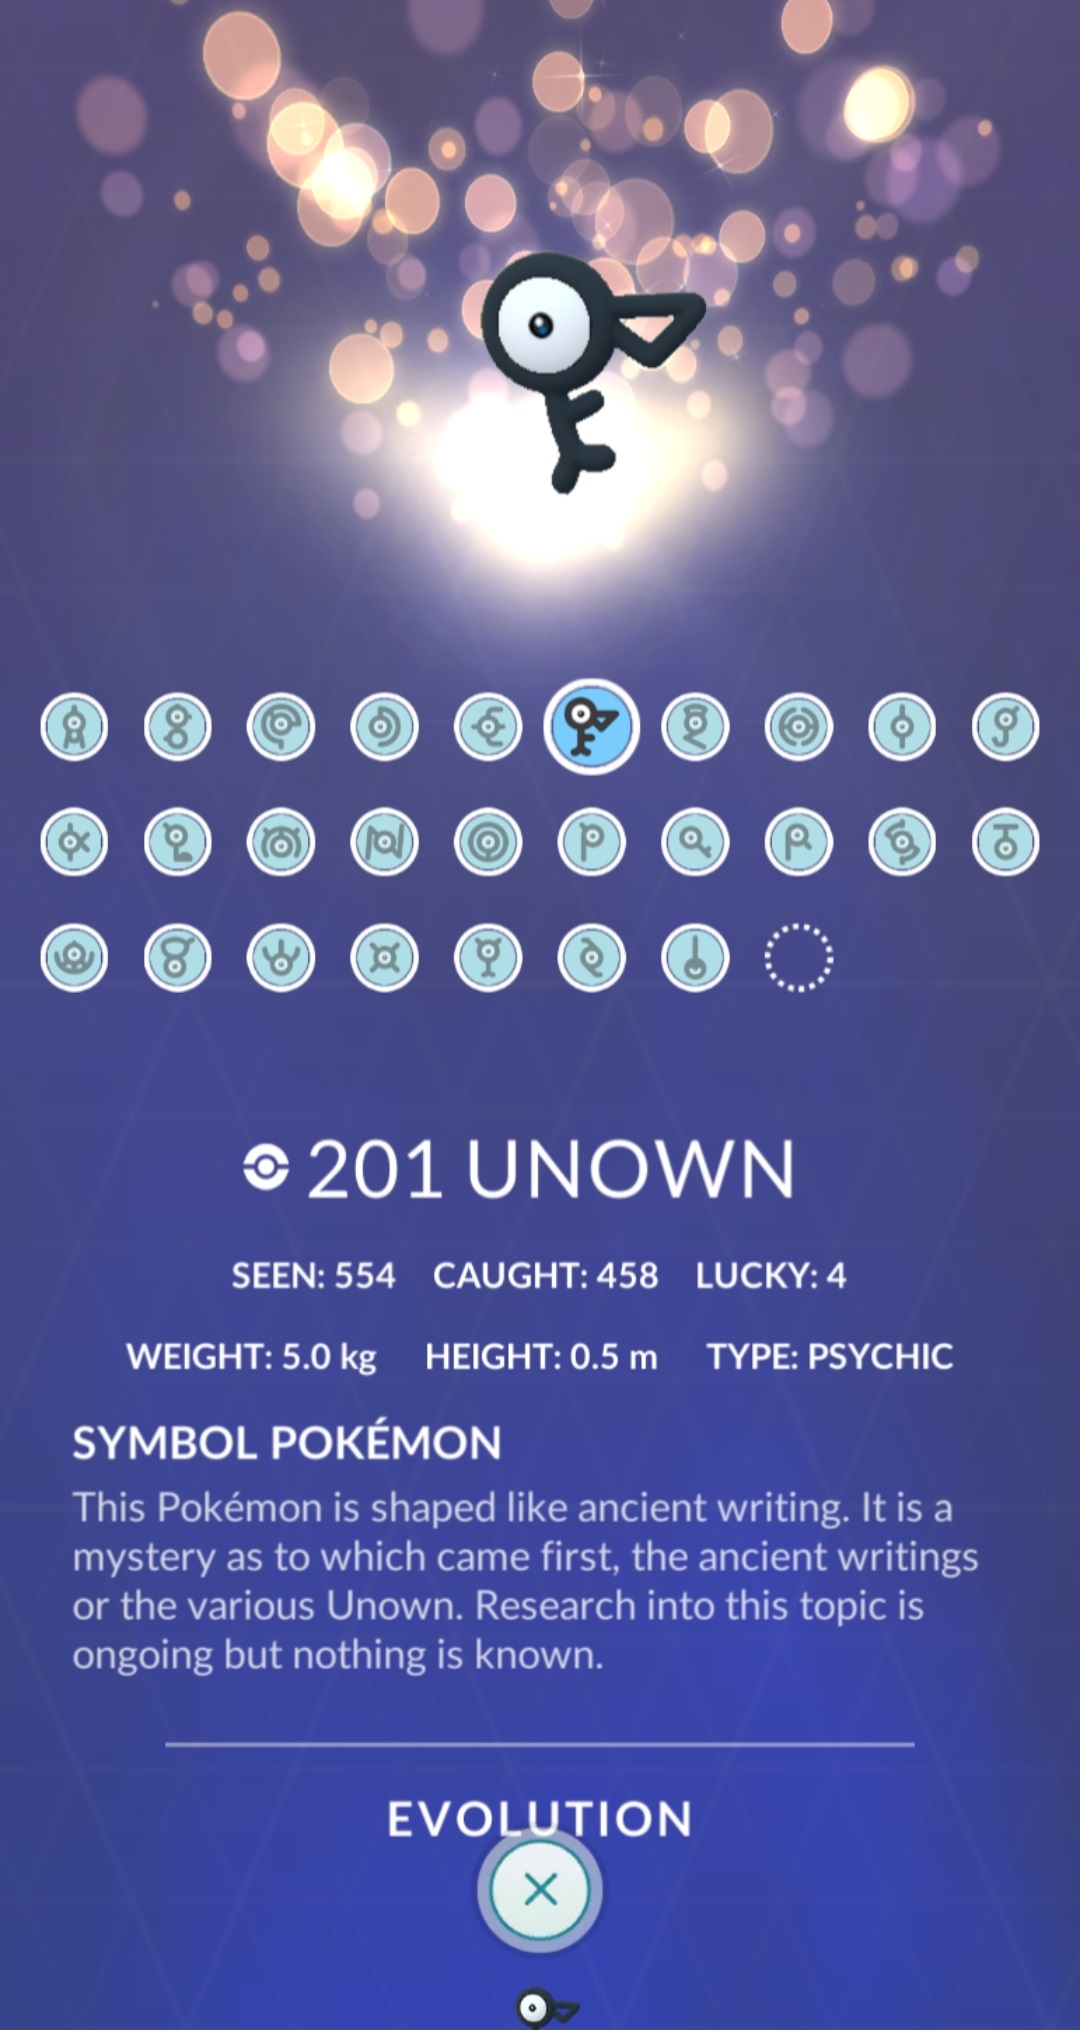 201 UNOWN
SEEN: 554 CAUGHT: 458 LUCKY: 4
WEIGHT: 5.0 kg HEIGHT: 0.5 m TYPE: PSYCHIC
SYMBOL POKÉMON
This Pokémon is shaped like ancient writing. It is a
mystery as to which came first, the ancient writings
or the various Unown. Research into this topic is
ongoing but nothing is known.
EVOLUTION